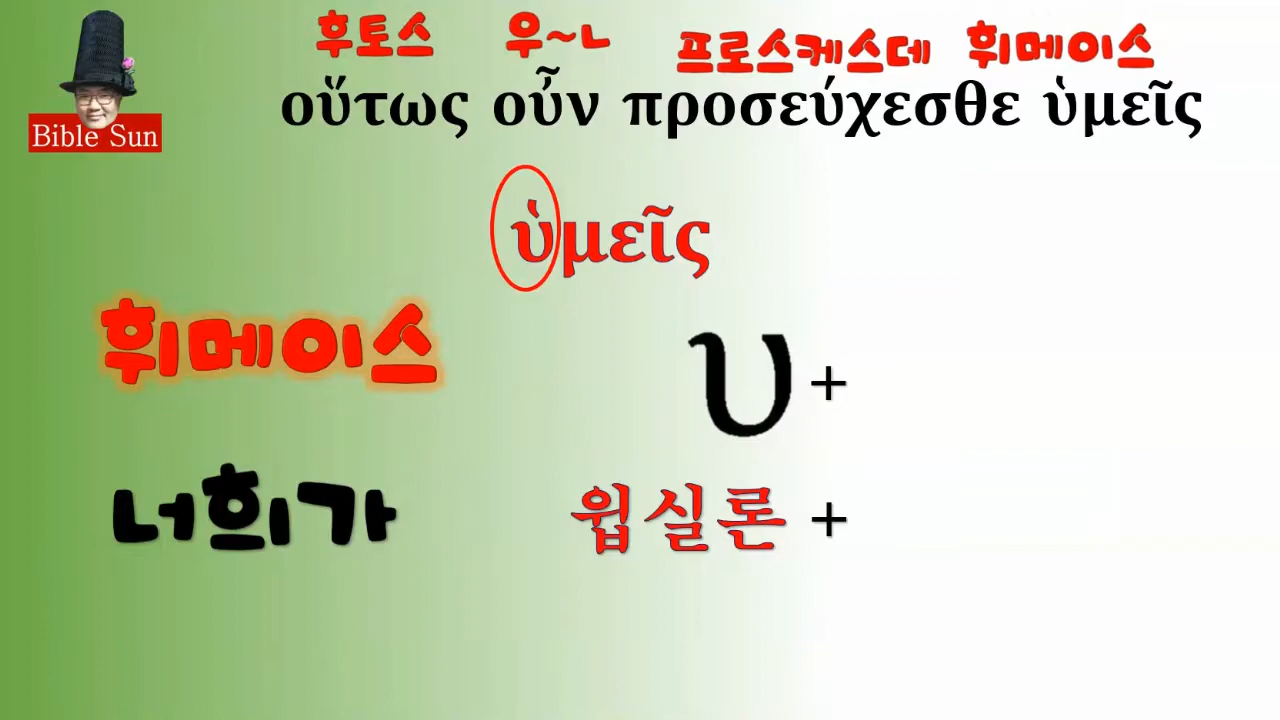 후토스 우~ㄴ 프로스케스데 휘메이스
οὕτως οὖν προσεύχεσθε ὑμεῖς
Bible Sun
ὑμεῖς
휘메이스
υ +
너희가
윕실론 +